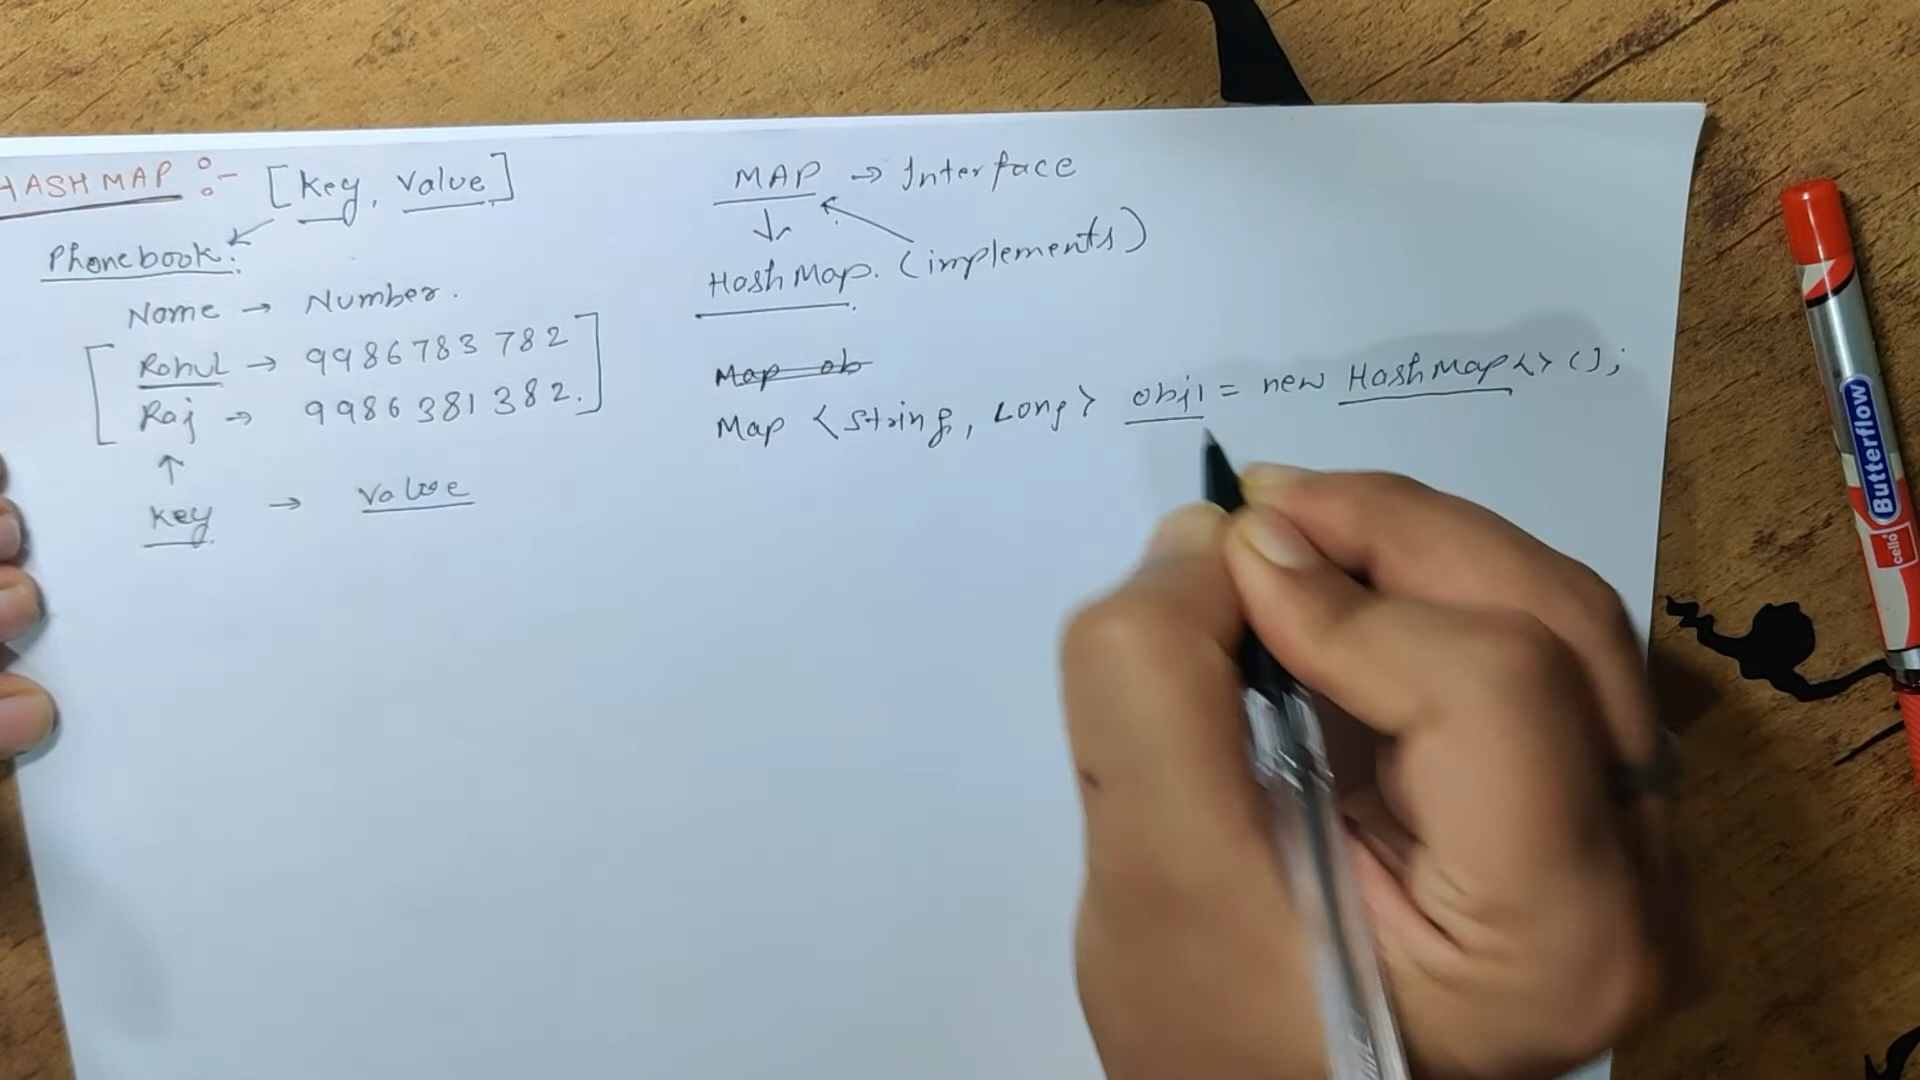 HASHMAP :- [Key, Value]
Phonebook:
Name → Number.
Rahul → 9986783782
Raj → 9986381382.
↑
Key → Value
MAP → Interface
↓
HashMap. (implements)
Map ob
Map <String, Long> obj1 = new HashMap<>();
Butterflow
cello